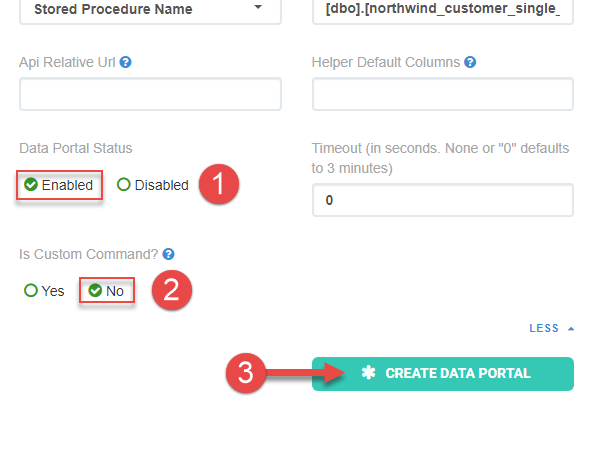 Stored Procedure Name
[dbo].[northwind_customer_single_
Api Relative Url ?
Helper Default Columns ?
Data Portal Status
Timeout (in seconds. None or "0" defaults
to 3 minutes)
Enabled Disabled 1
0
Is Custom Command? ?
Yes No 2
LESS
3 CREATE DATA PORTAL